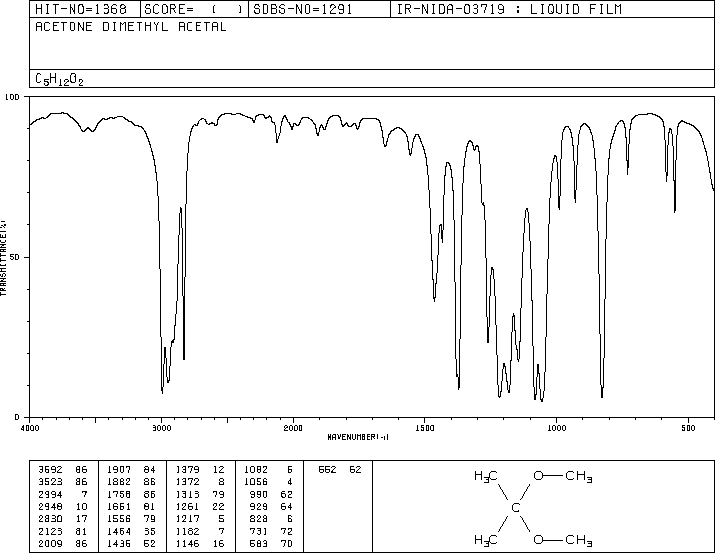 HIT-NO=1368 SCORE= ( ) SDBS-NO=1291 IR-NIDA-03719 : LIQUID FILM
ACETONE DIMETHYL ACETAL
C5H12O2
100
50
0
TRANSMITTANCE(%)
4000 3000 2000 1500 1000 500
WAVENUMBER(-1)
3592 86 1907 84 1379 12 1082 5 552 62
3523 86 1882 86 1372 8 1056 4
2994 7 1758 86 1313 79 990 62
2948 10 1651 81 1261 22 929 64
2830 17 1556 79 1217 5 828 6
2123 81 1464 35 1182 7 731 72
2009 86 1436 52 1146 16 583 70
H3C O—CH3
C
H3C O—CH3